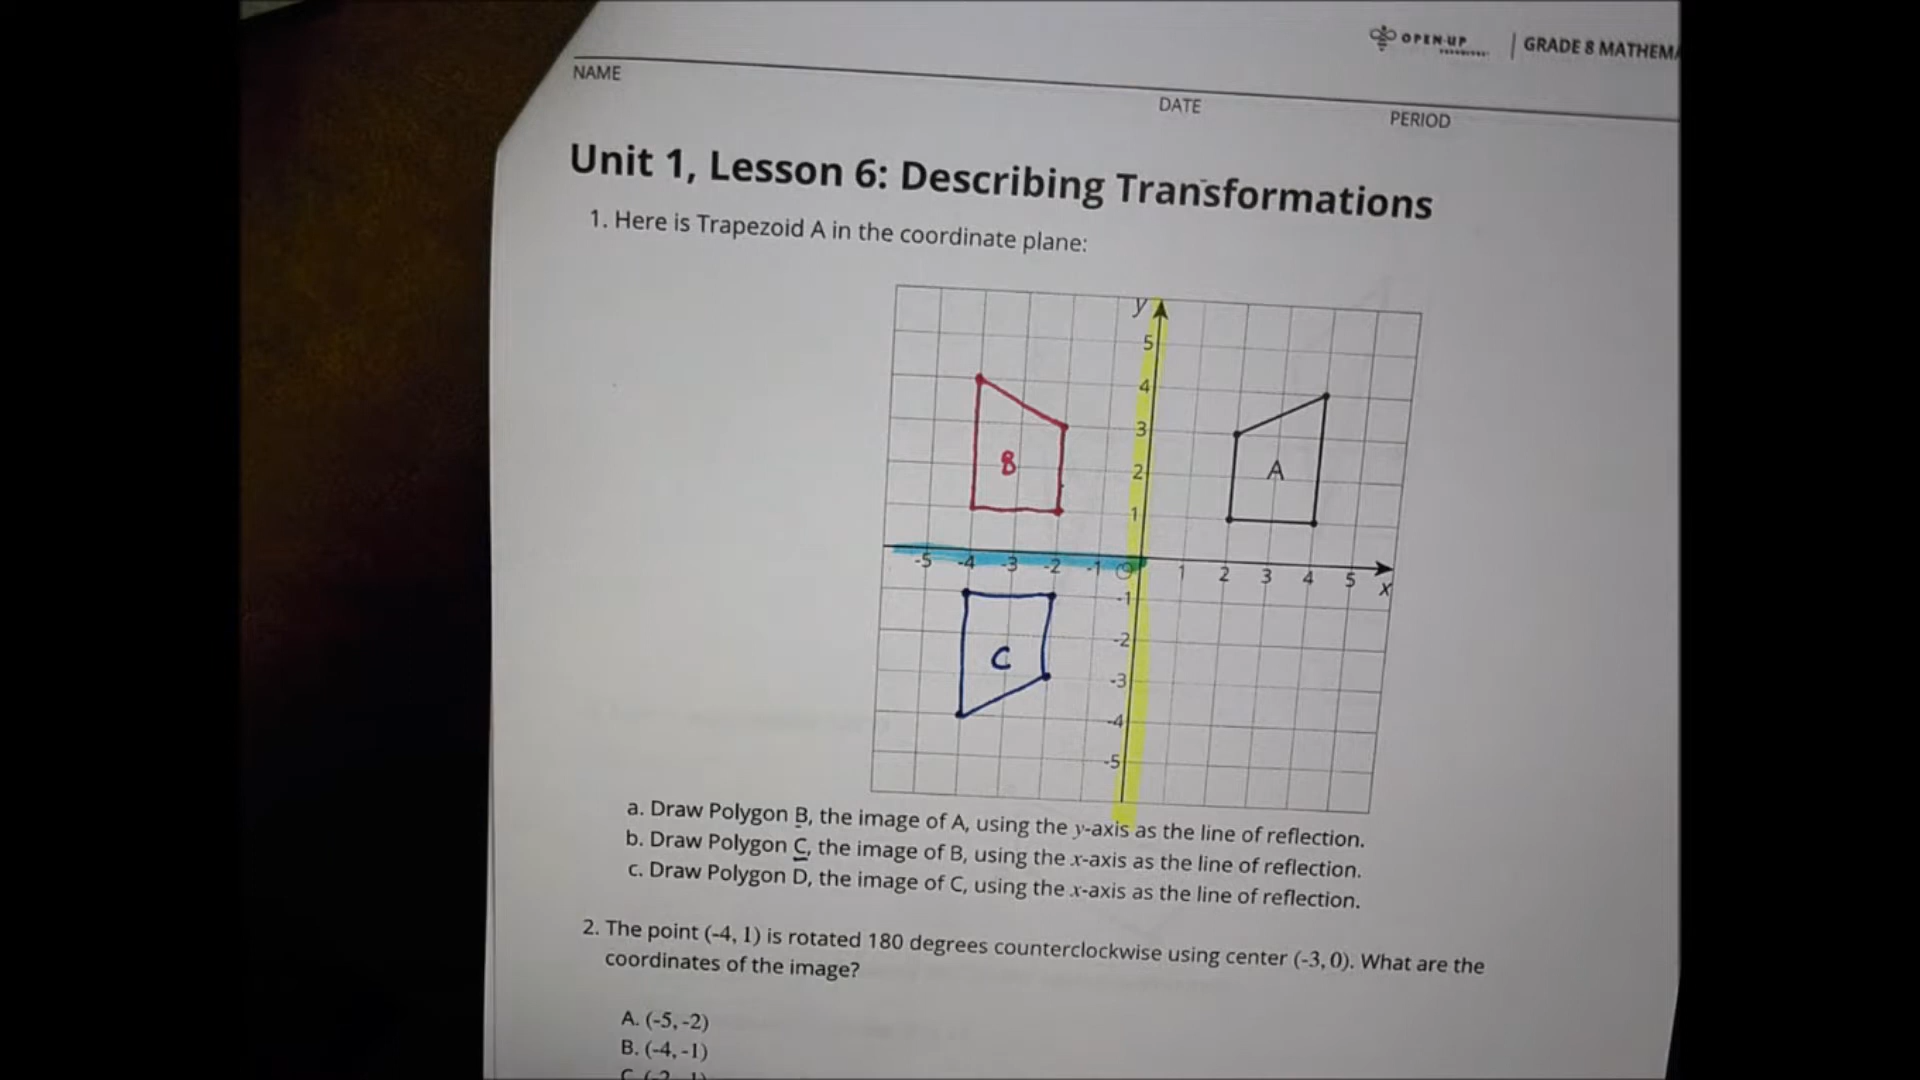 OPEN-UP
GRADE 8 MATHEMA
NAME
DATE
PERIOD
Unit 1, Lesson 6: Describing Transformations
1. Here is Trapezoid A in the coordinate plane:
y
5
4
3
2
1
B
A
-5 -4 -3 -2 -1 O 1 2 3 4 5 x
-1
-2
-3
-4
-5
C
a. Draw Polygon B, the image of A, using the y-axis as the line of reflection.
b. Draw Polygon C, the image of B, using the x-axis as the line of reflection.
c. Draw Polygon D, the image of C, using the x-axis as the line of reflection.
2. The point (-4, 1) is rotated 180 degrees counterclockwise using center (-3, 0). What are the
coordinates of the image?
A. (-5, -2)
B. (-4, -1)